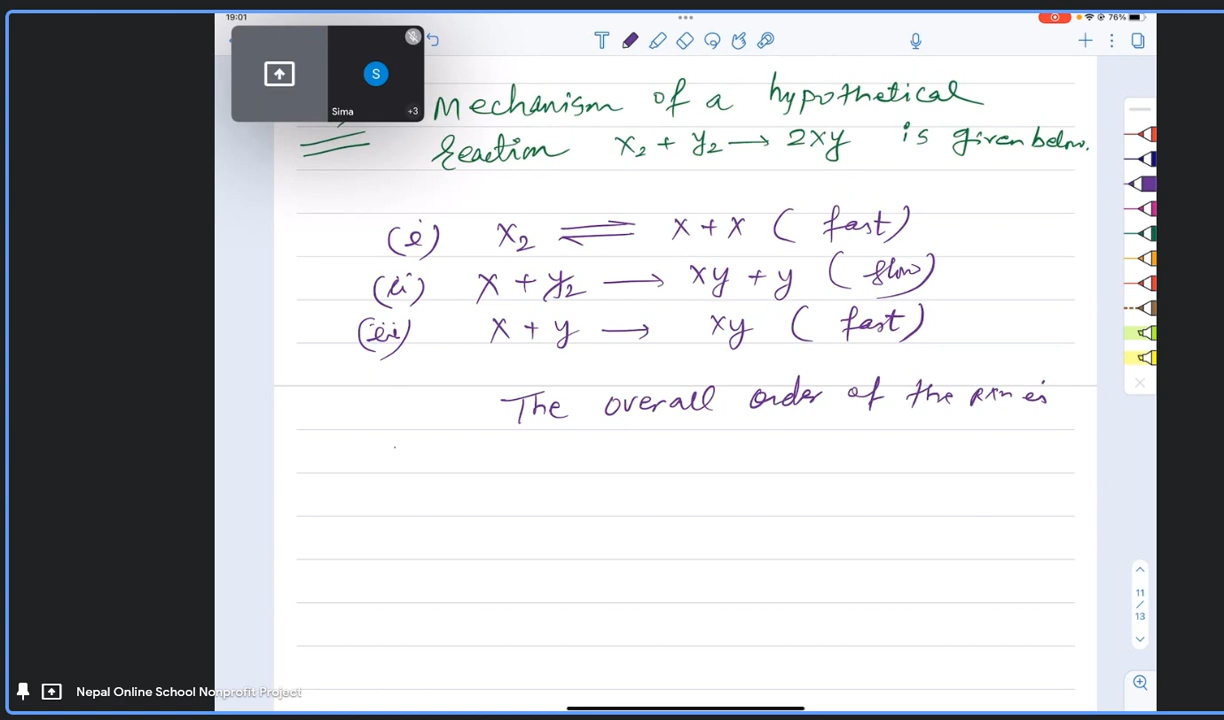 19:01
76%
T
S
Sima
+3
Mechanism of a hypothetical
reaction X2 + Y2 → 2XY is given below.
(i) X2 ⇌ X + X (fast)
(ii) X + Y2 → XY + Y (slow)
(iii) X + Y → XY (fast)
The overall order of the rxn is
11
/
13
Nepal Online School Nonprofit Project